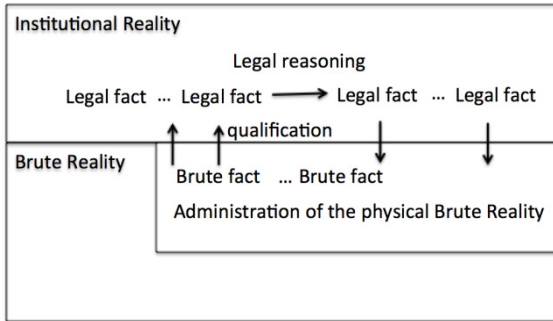 Institutional Reality
Legal reasoning
Legal fact ... Legal fact Legal fact ... Legal fact
qualification
Brute Reality
Brute fact ... Brute fact
Administration of the physical Brute Reality